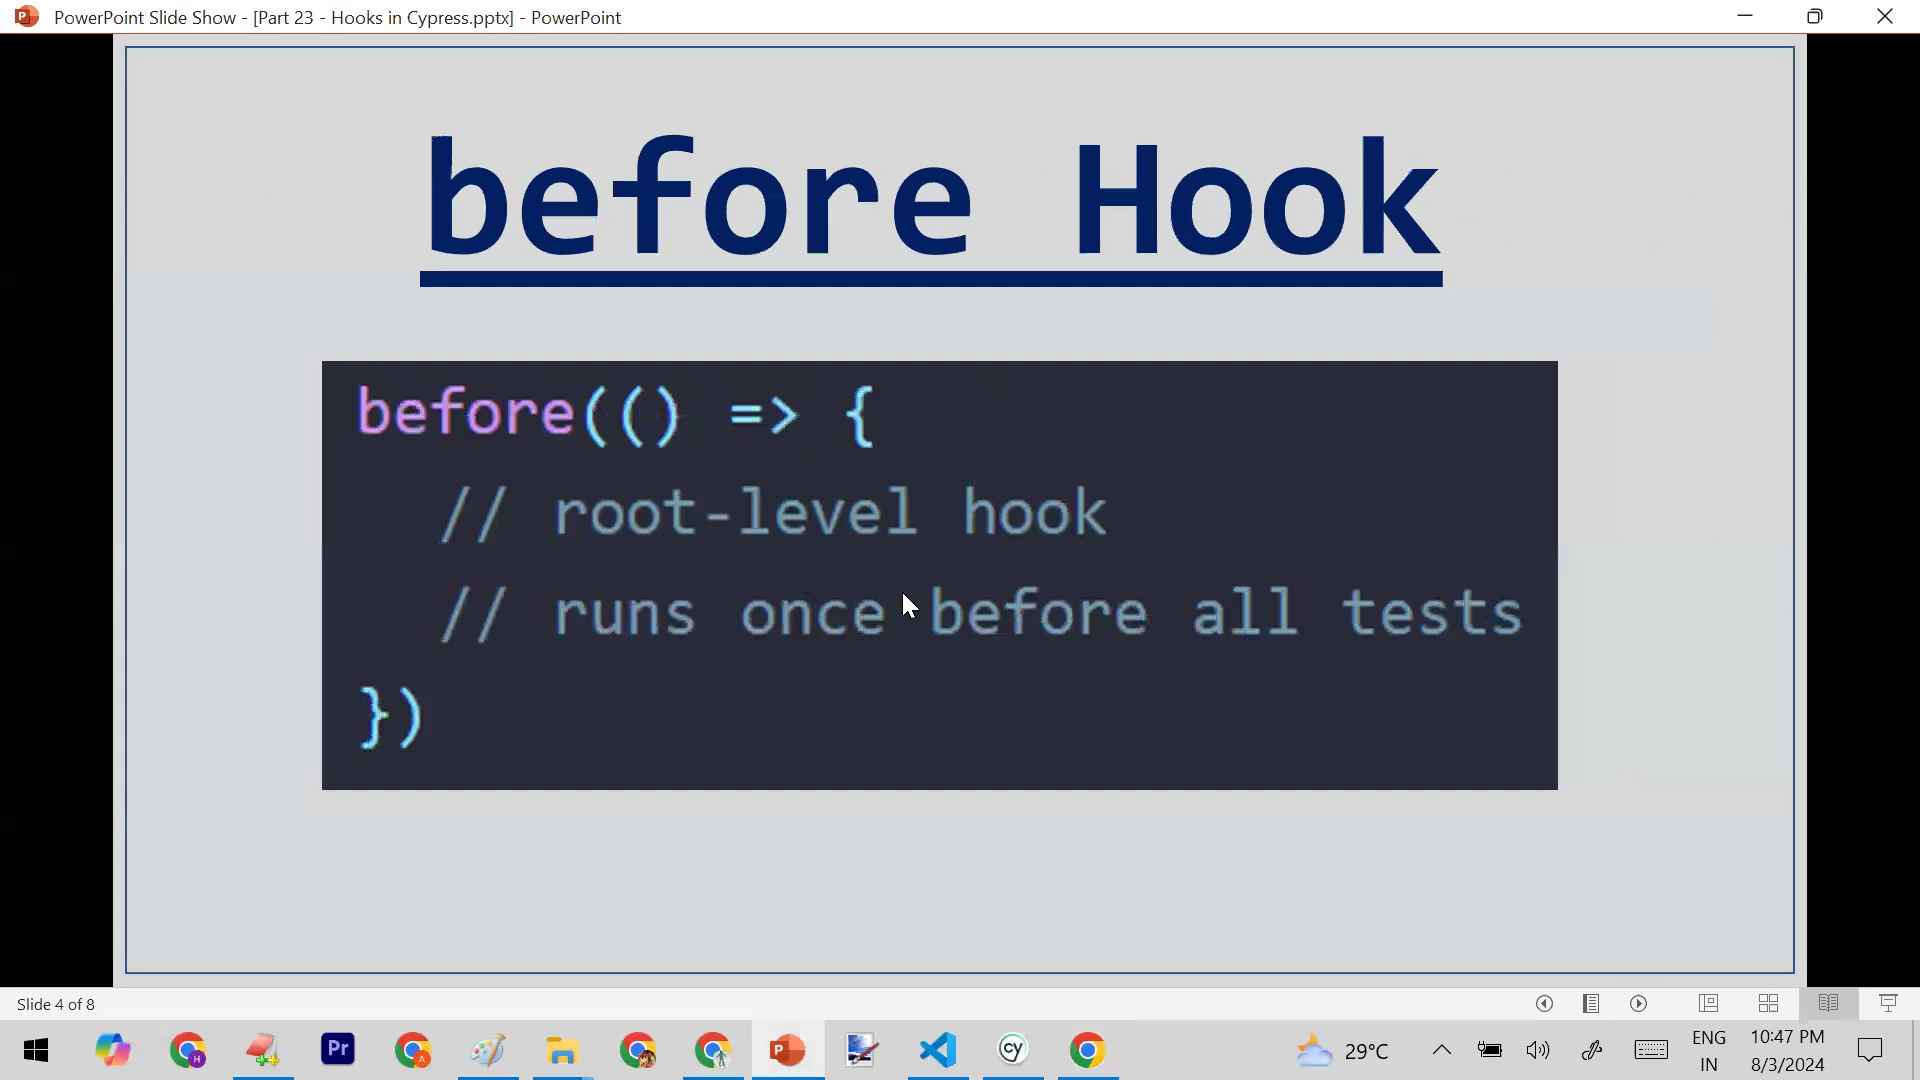 PowerPoint Slide Show - [Part 23 - Hooks in Cypress.pptx] - PowerPoint
before Hook
before(() => {
// root-level hook
// runs once before all tests
})
Slide 4 of 8
Pr
29°C
ENG
IN
10:47 PM
8/3/2024